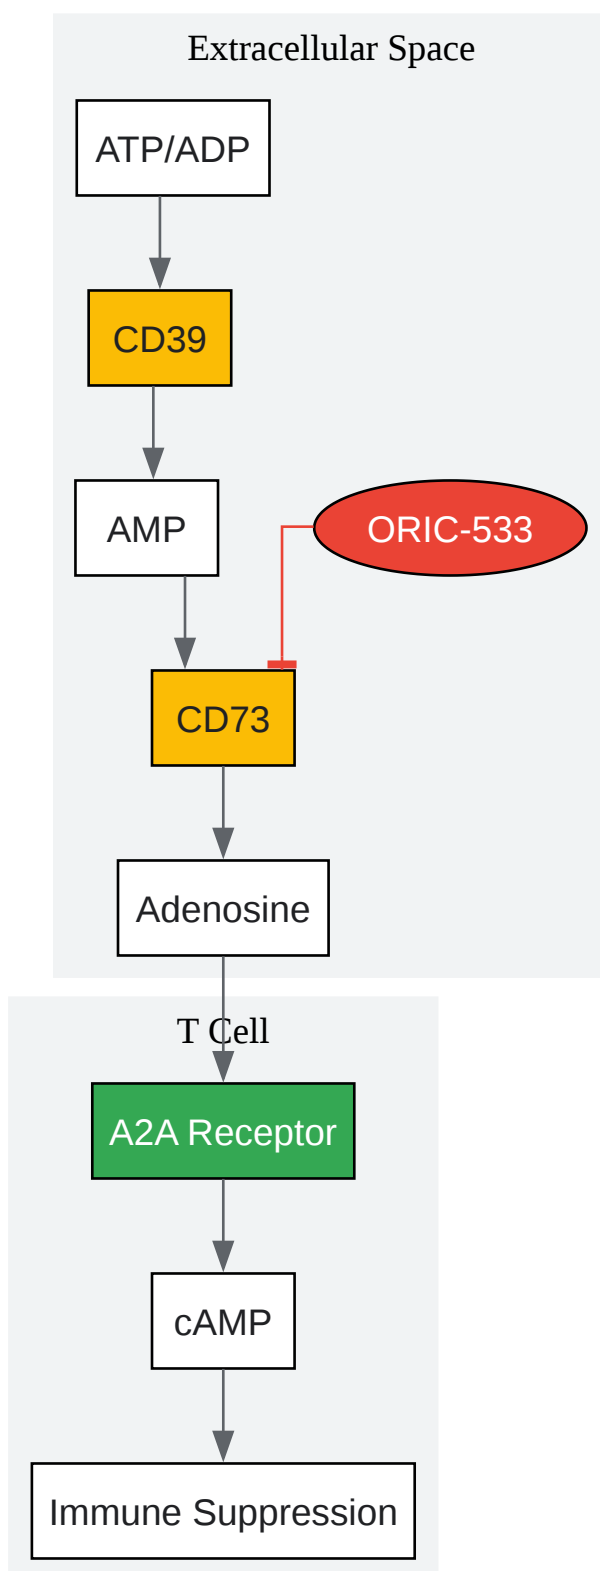 Extracellular Space
ATP/ADP
CD39
AMP
ORIC-533
CD73
Adenosine
T Cell
A2A Receptor
cAMP
Immune Suppression